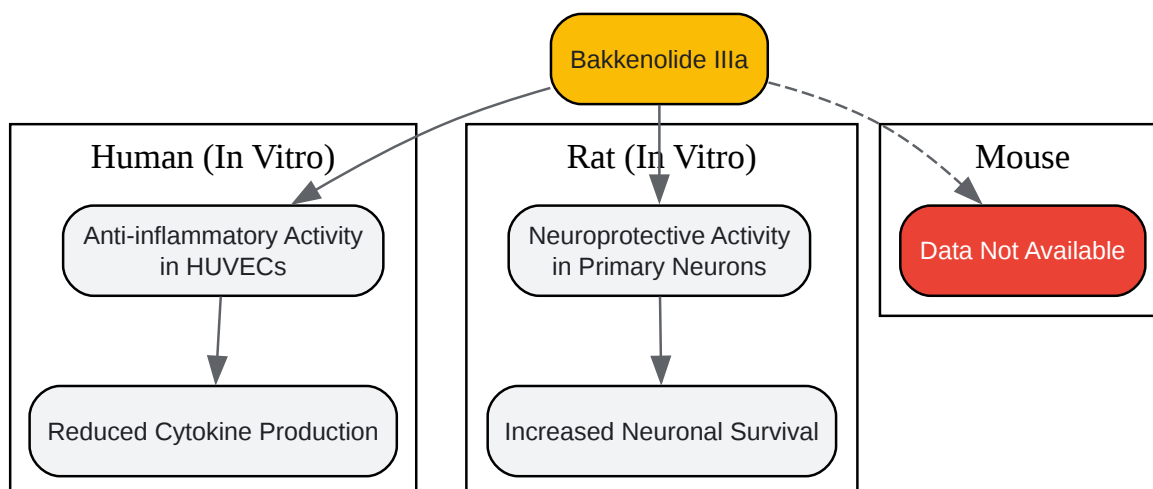 Bakkenolide IIIa
Human (In Vitro)
Rat (In Vitro)
Mouse
Anti-inflammatory Activity
in HUVECs
Neuroprotective Activity
in Primary Neurons
Data Not Available
Reduced Cytokine Production
Increased Neuronal Survival